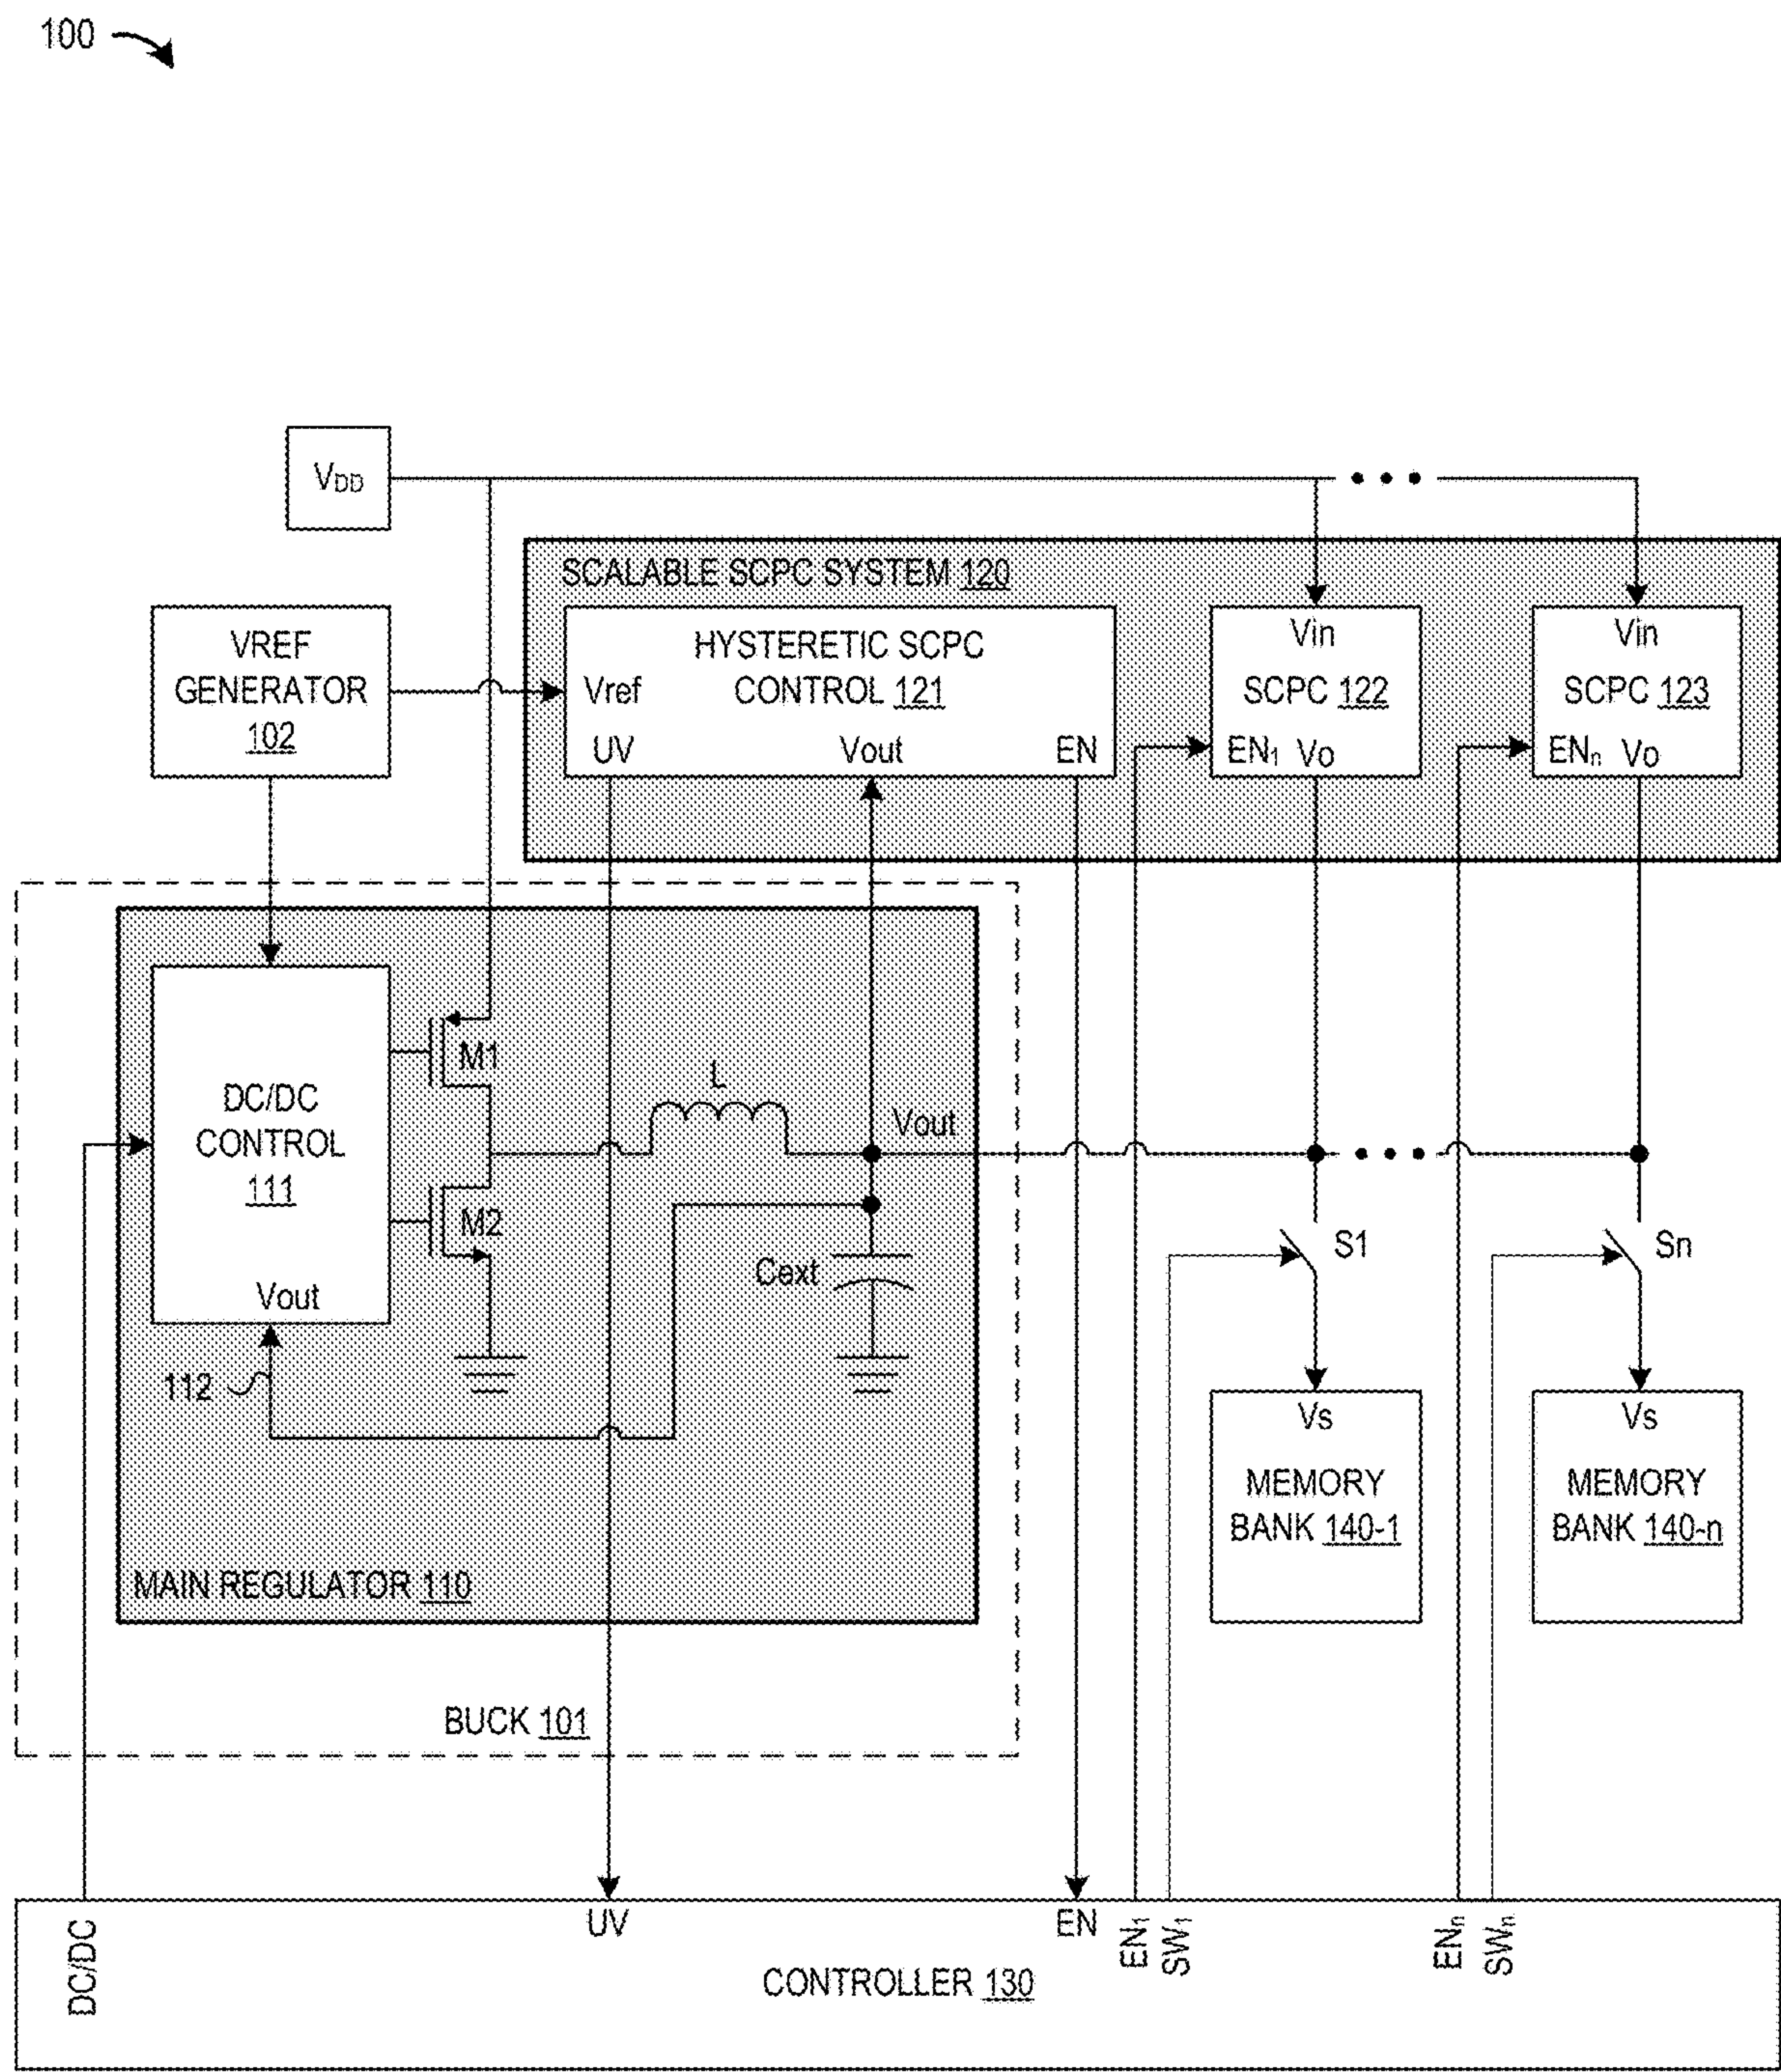 100
VDD
SCALABLE SCPC SYSTEM 120
VREF
GENERATOR
102
HYSTERETIC SCPC
CONTROL 121
Vref
UV
Vout
EN
Vin
SCPC 122
EN1 Vo
Vin
SCPC 123
ENn Vo
DC/DC
CONTROL
111
Vout
M1
M2
L
Vout
Cext
112
S1
Sn
Vs
MEMORY
BANK 140-1
Vs
MEMORY
BANK 140-n
MAIN REGULATOR 110
BUCK 101
DC/DC
UV
EN
EN1
SW1
ENn
SWn
CONTROLLER 130